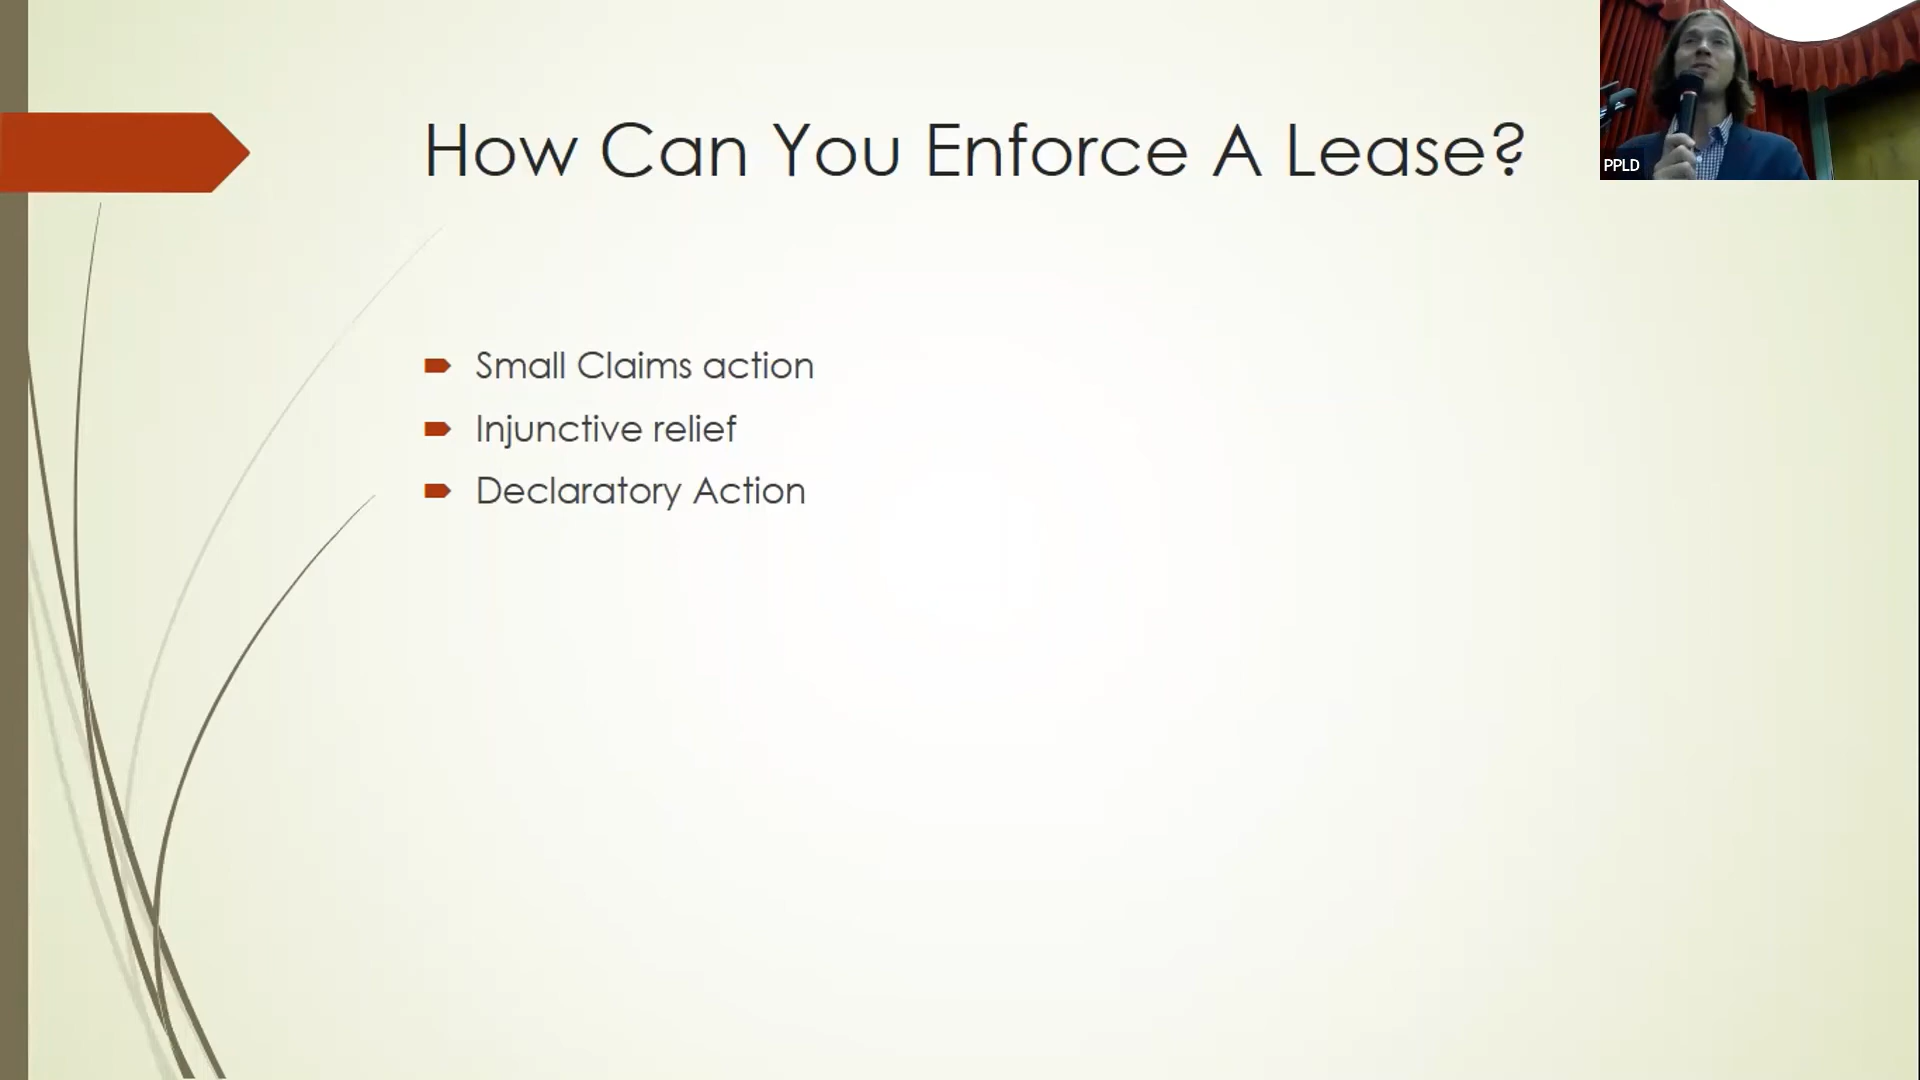 How Can You Enforce A Lease?
PPLD
Small Claims action
Injunctive relief
Declaratory Action